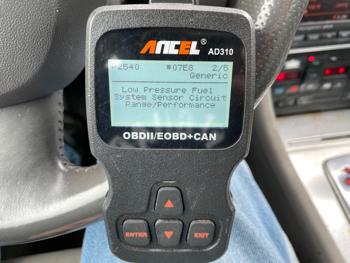 ANCEL
AD310
P2540 #07E8 2/5
Generic
Low Pressure Fuel
System Sensor Circuit
Range/Performance
OBDII/EOBD+CAN
ENTER EXIT